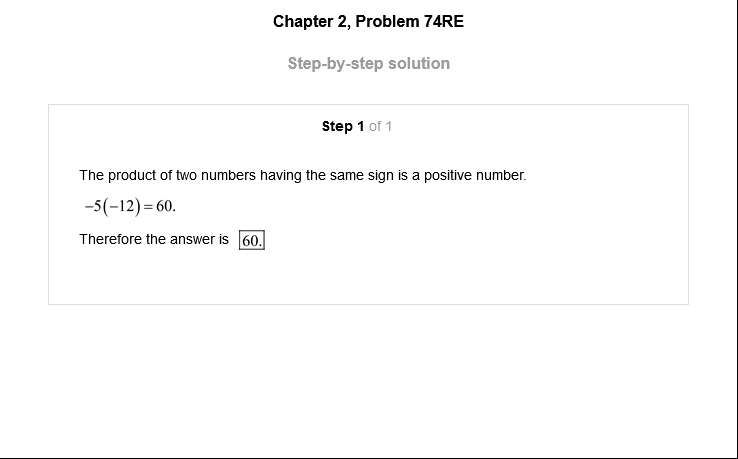 Chapter 2, Problem 74RE
Step-by-step solution
Step 1 of 1
The product of two numbers having the same sign is a positive number.
−5(−12) = 60.
Therefore the answer is 60.